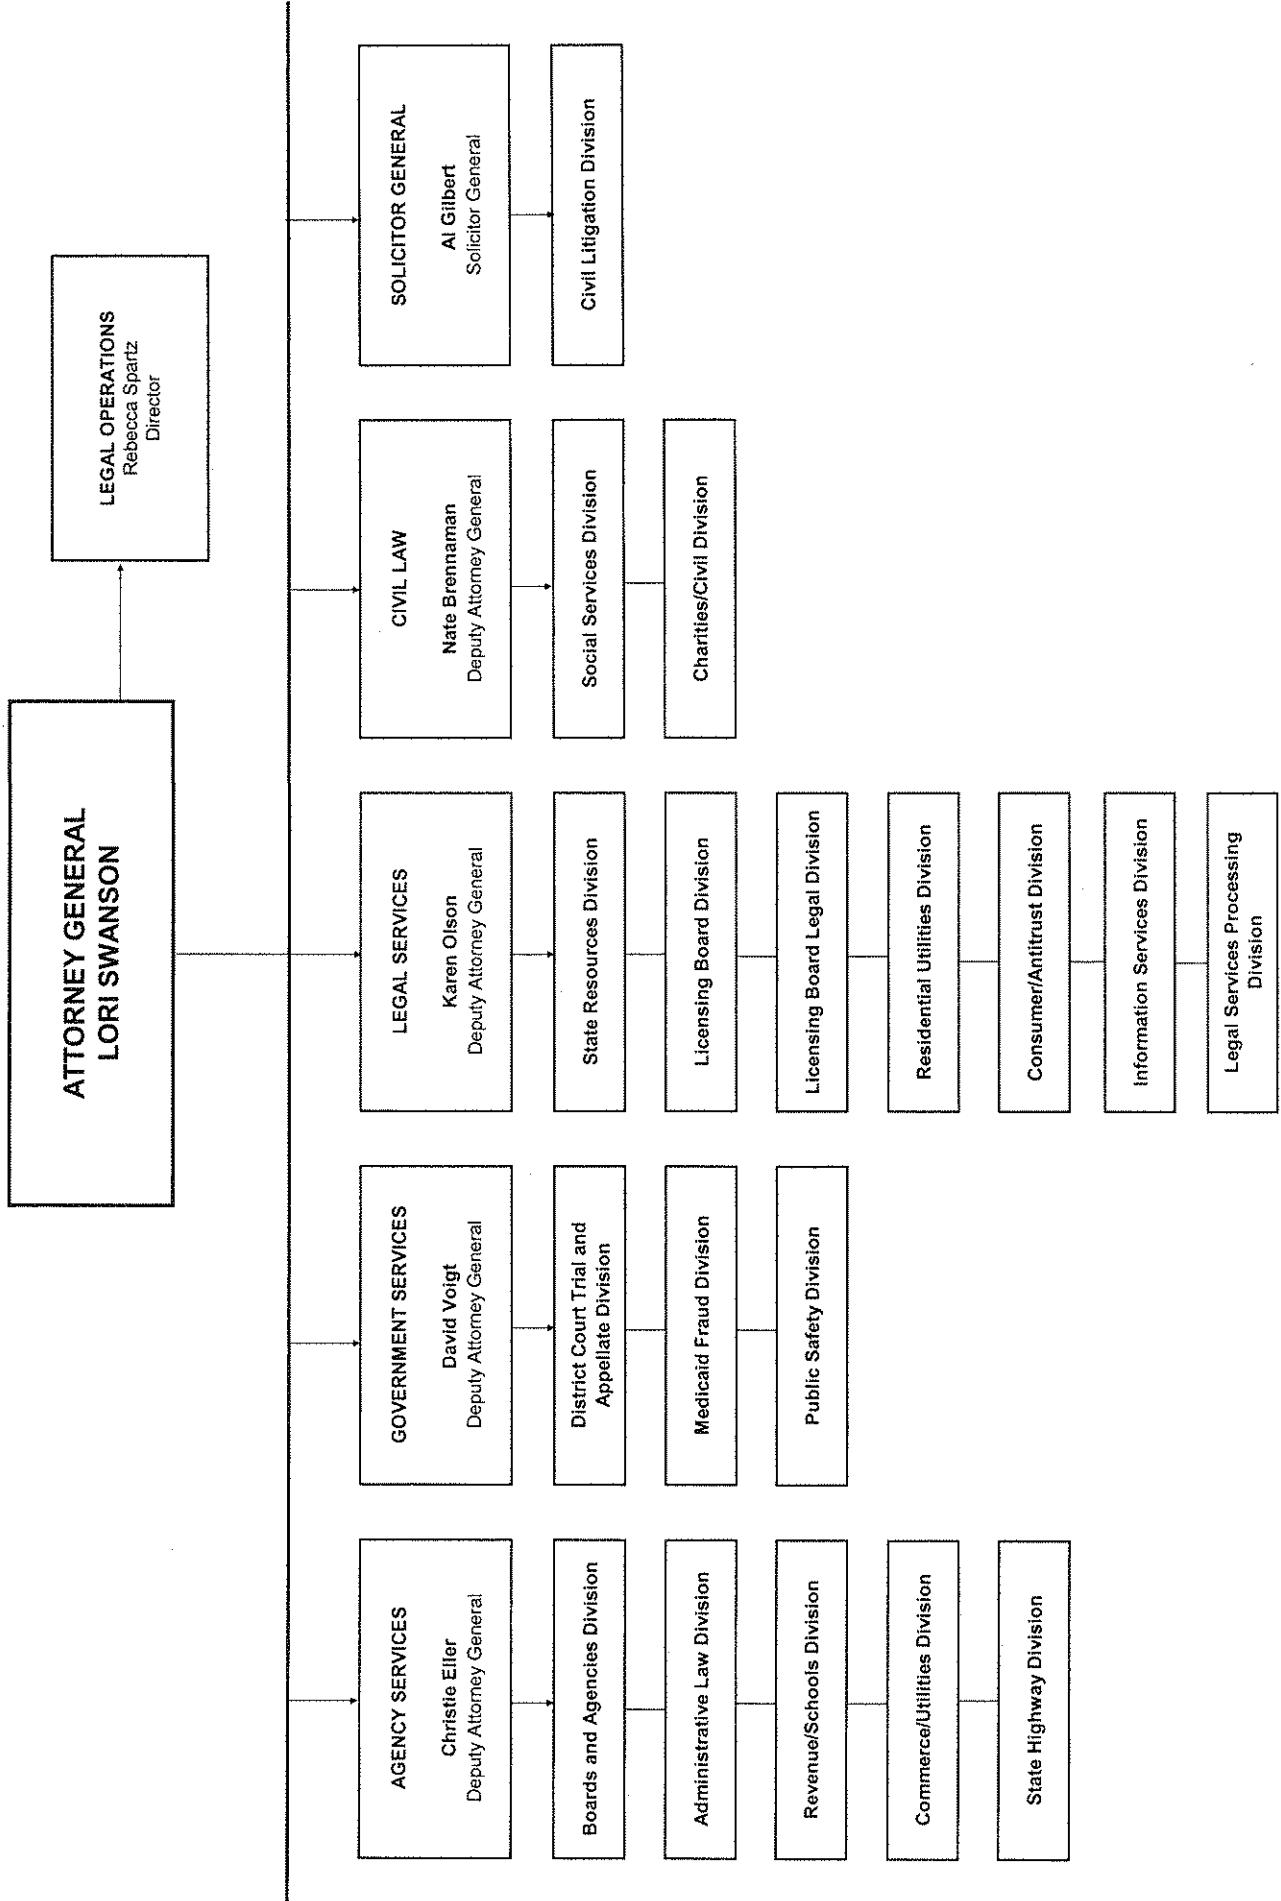 ATTORNEY GENERAL
LORI SWANSON
LEGAL OPERATIONS
Rebecca Spartz
Director
AGENCY SERVICES
Christie Eller
Deputy Attorney General
Boards and Agencies Division
Administrative Law Division
Revenue/Schools Division
Commerce/Utilities Division
State Highway Division
GOVERNMENT SERVICES
David Voigt
Deputy Attorney General
District Court Trial and
Appellate Division
Medicaid Fraud Division
Public Safety Division
LEGAL SERVICES
Karen Olson
Deputy Attorney General
State Resources Division
Licensing Board Division
Licensing Board Legal Division
Residential Utilities Division
Consumer/Antitrust Division
Information Services Division
Legal Services Processing
Division
CIVIL LAW
Nate Brennaman
Deputy Attorney General
Social Services Division
Charities/Civil Division
SOLICITOR GENERAL
Al Gilbert
Solicitor General
Civil Litigation Division